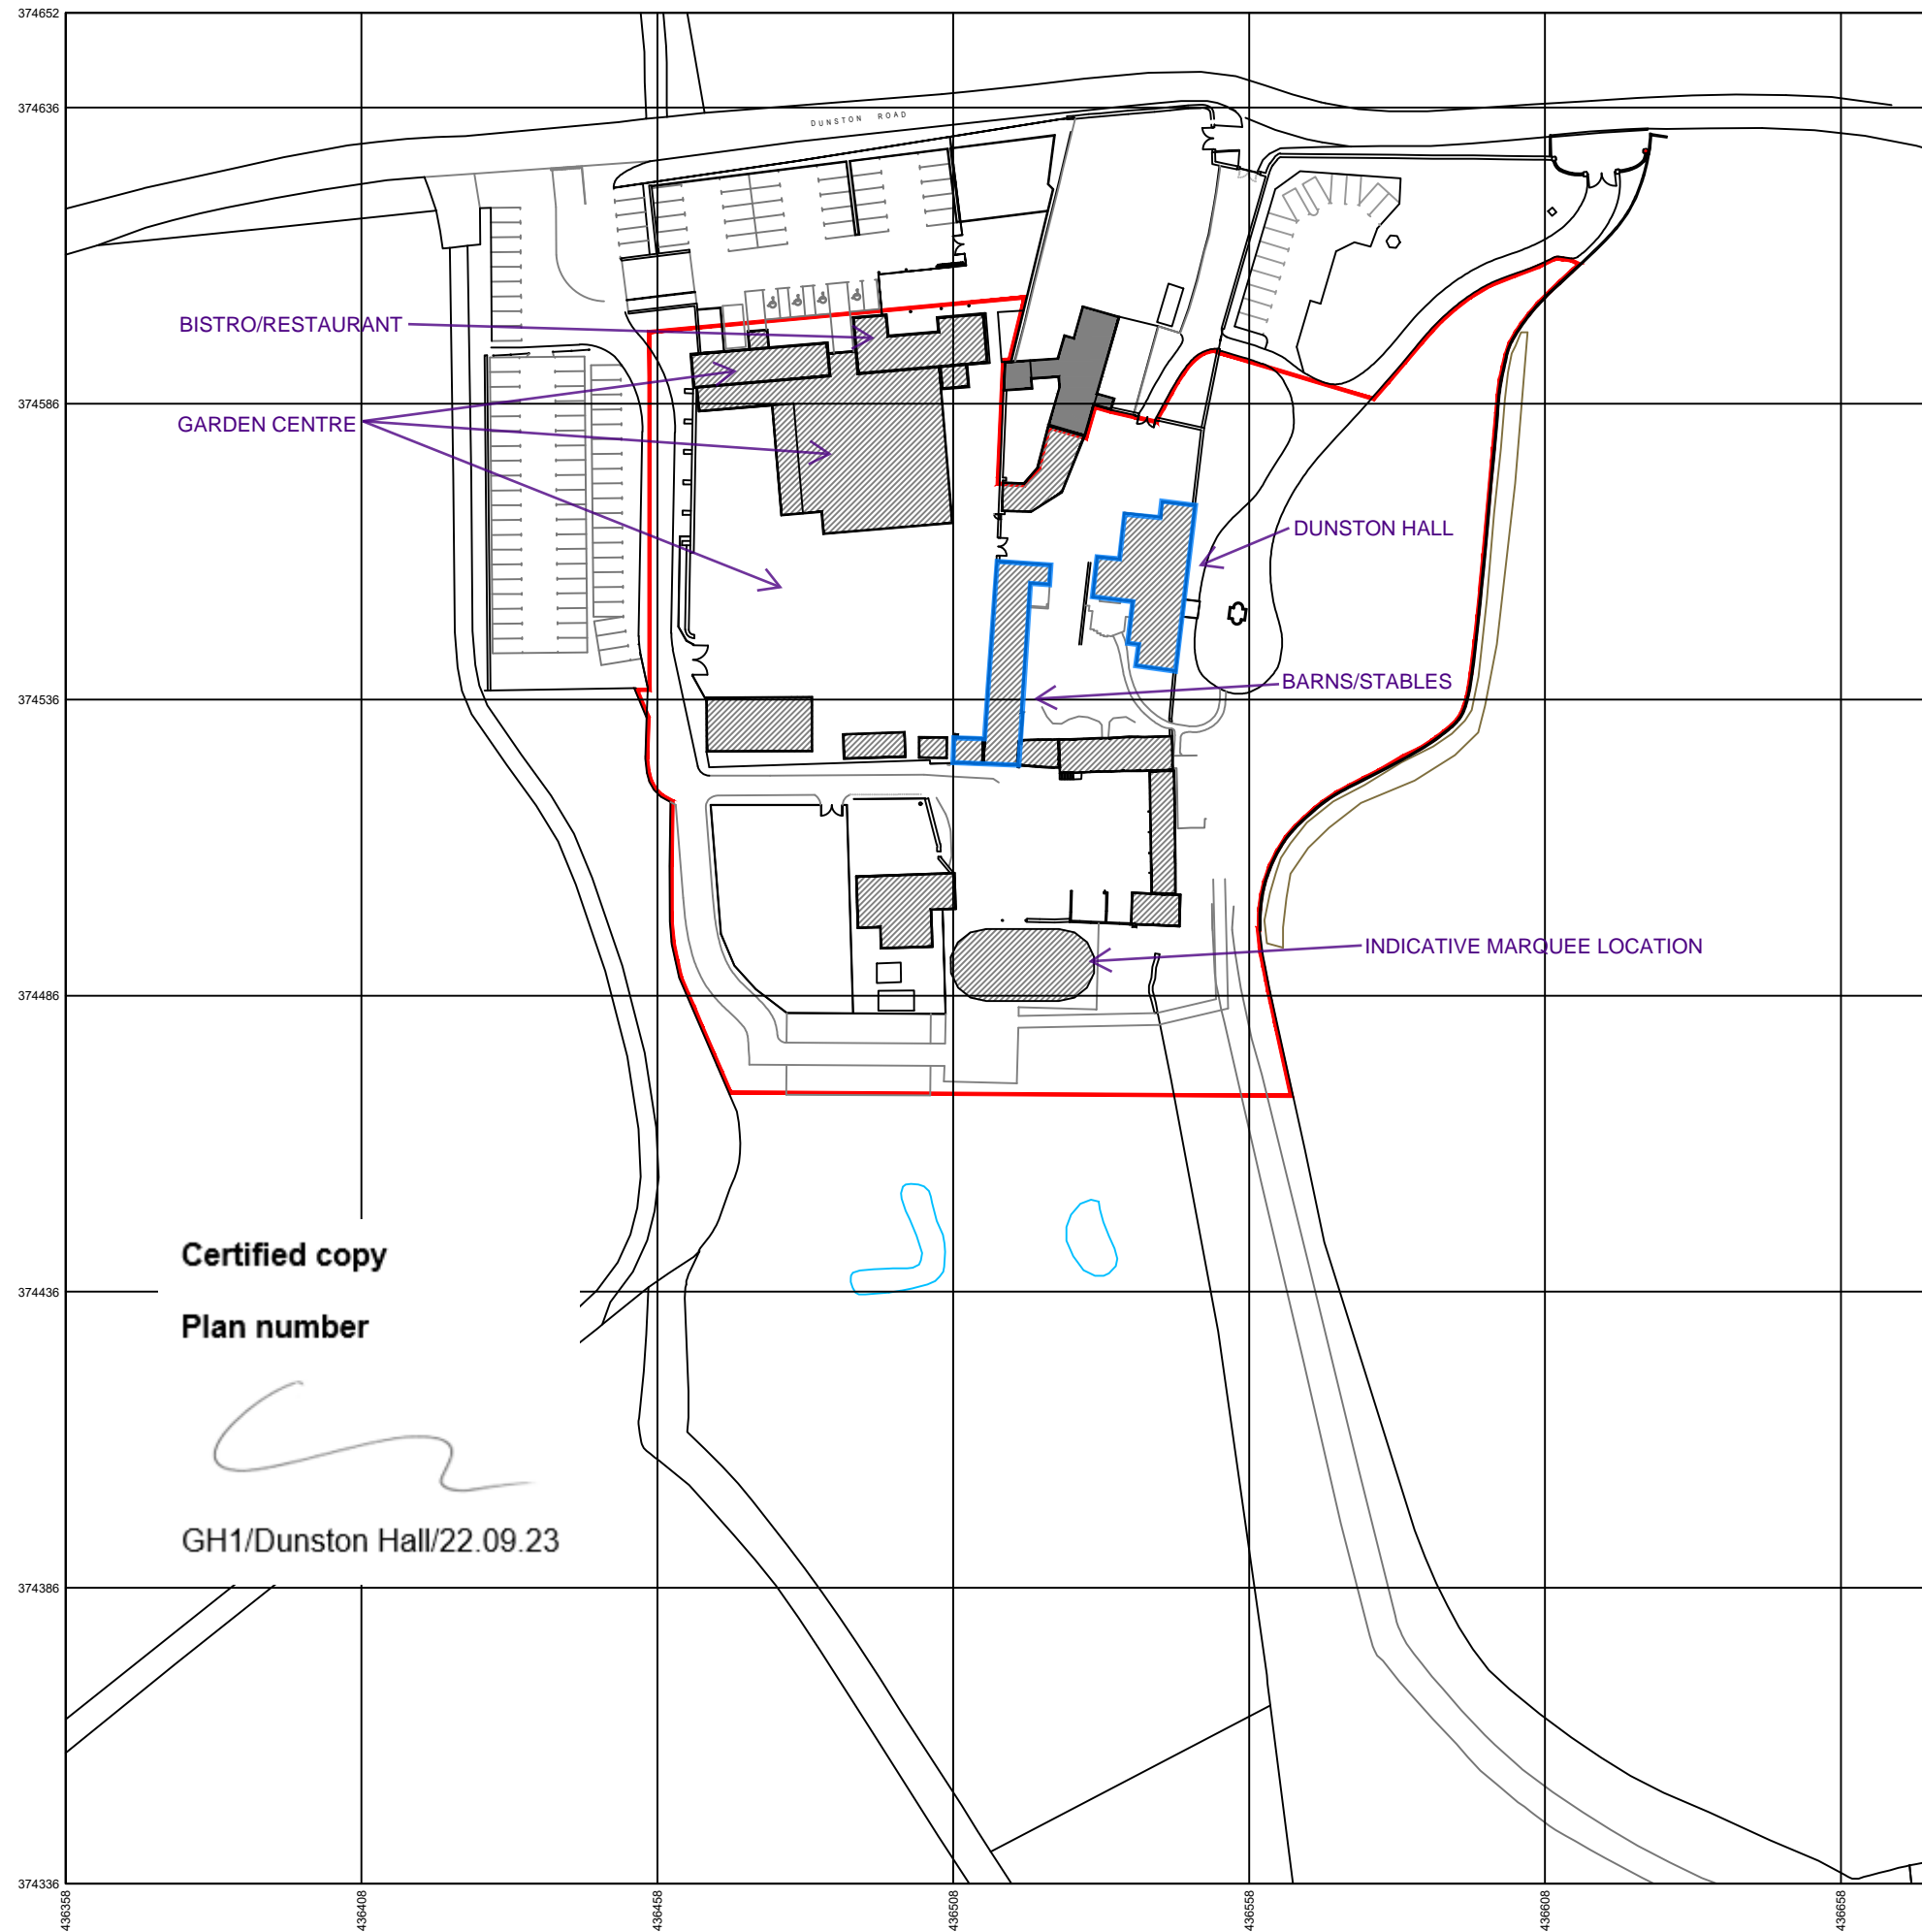 374652
374636
DUNSTON ROAD
BISTRO/RESTAURANT
374586
GARDEN CENTRE
DUNSTON HALL
BARNS/STABLES
374536
INDICATIVE MARQUEE LOCATION
374486
Certified copy
374436
Plan number
GH1/Dunston Hall/22.09.23
374386
374336
436358
436408
436458
436508
436558
436608
436658